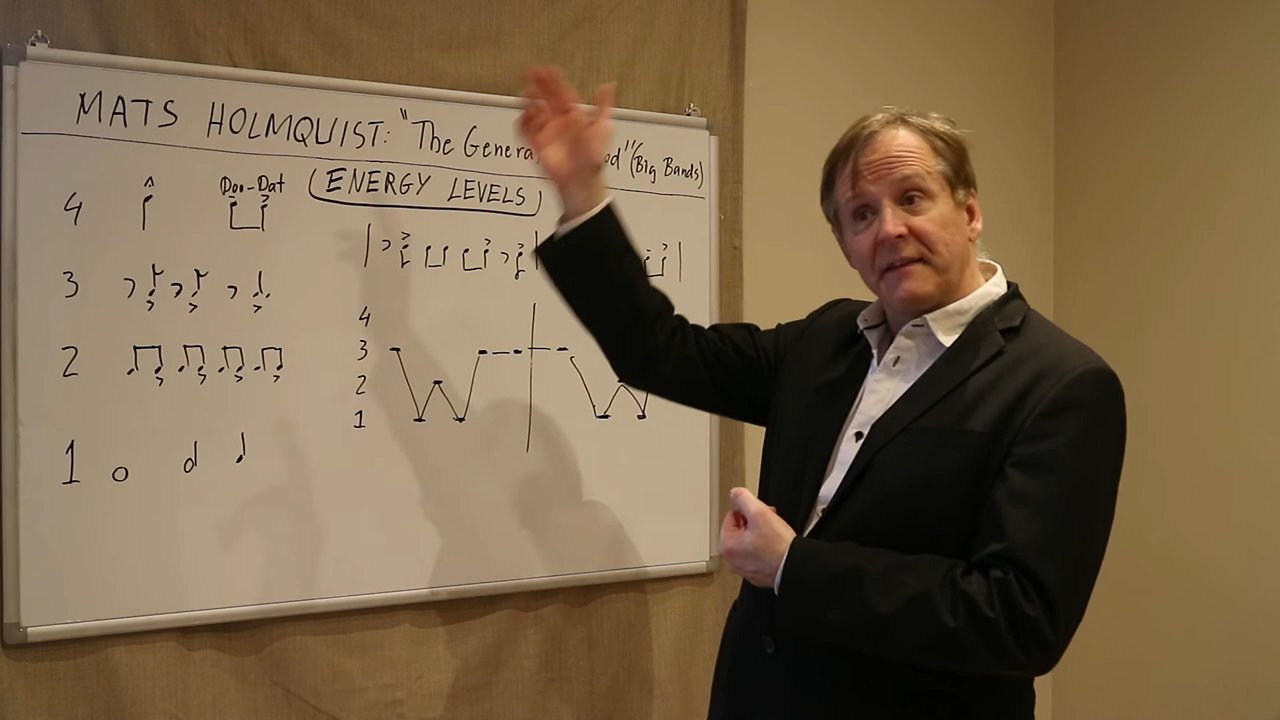 MATS HOLMQUIST: "The Genera od" (Big Bands)
ENERGY LEVELS
4 Doo-Dat
3
2
1
4
3
2
1